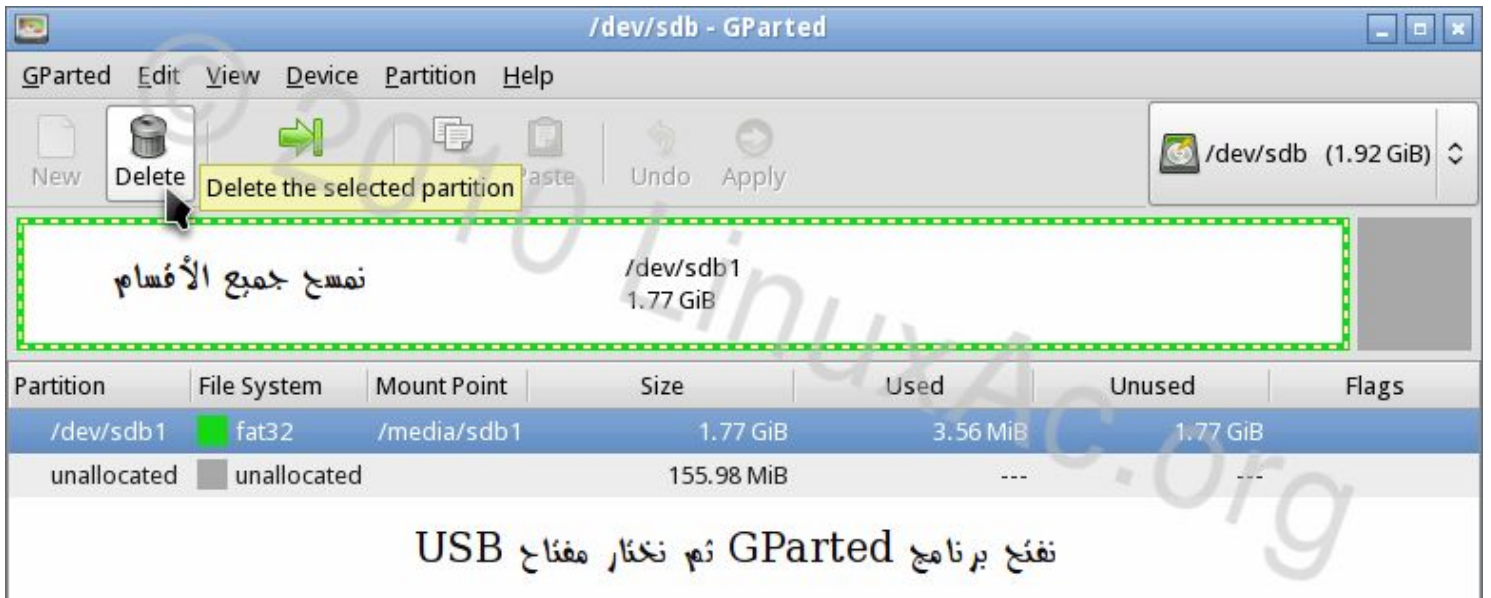 /dev/sdb - GParted
GParted Edit View Device Partition Help
New Delete Paste Undo Apply /dev/sdb (1.92 GiB)
Delete the selected partition
نمسح جميع الأقسام
/dev/sdb1
1.77 GiB
Partition File System Mount Point Size Used Unused Flags
/dev/sdb1 fat32 /media/sdb1 1.77 GiB 3.56 MiB 1.77 GiB
unallocated unallocated 155.98 MiB --- ---
نفتح برنامج GParted ثم نختار مفتاح USB
© 2010 LinuxAc.org